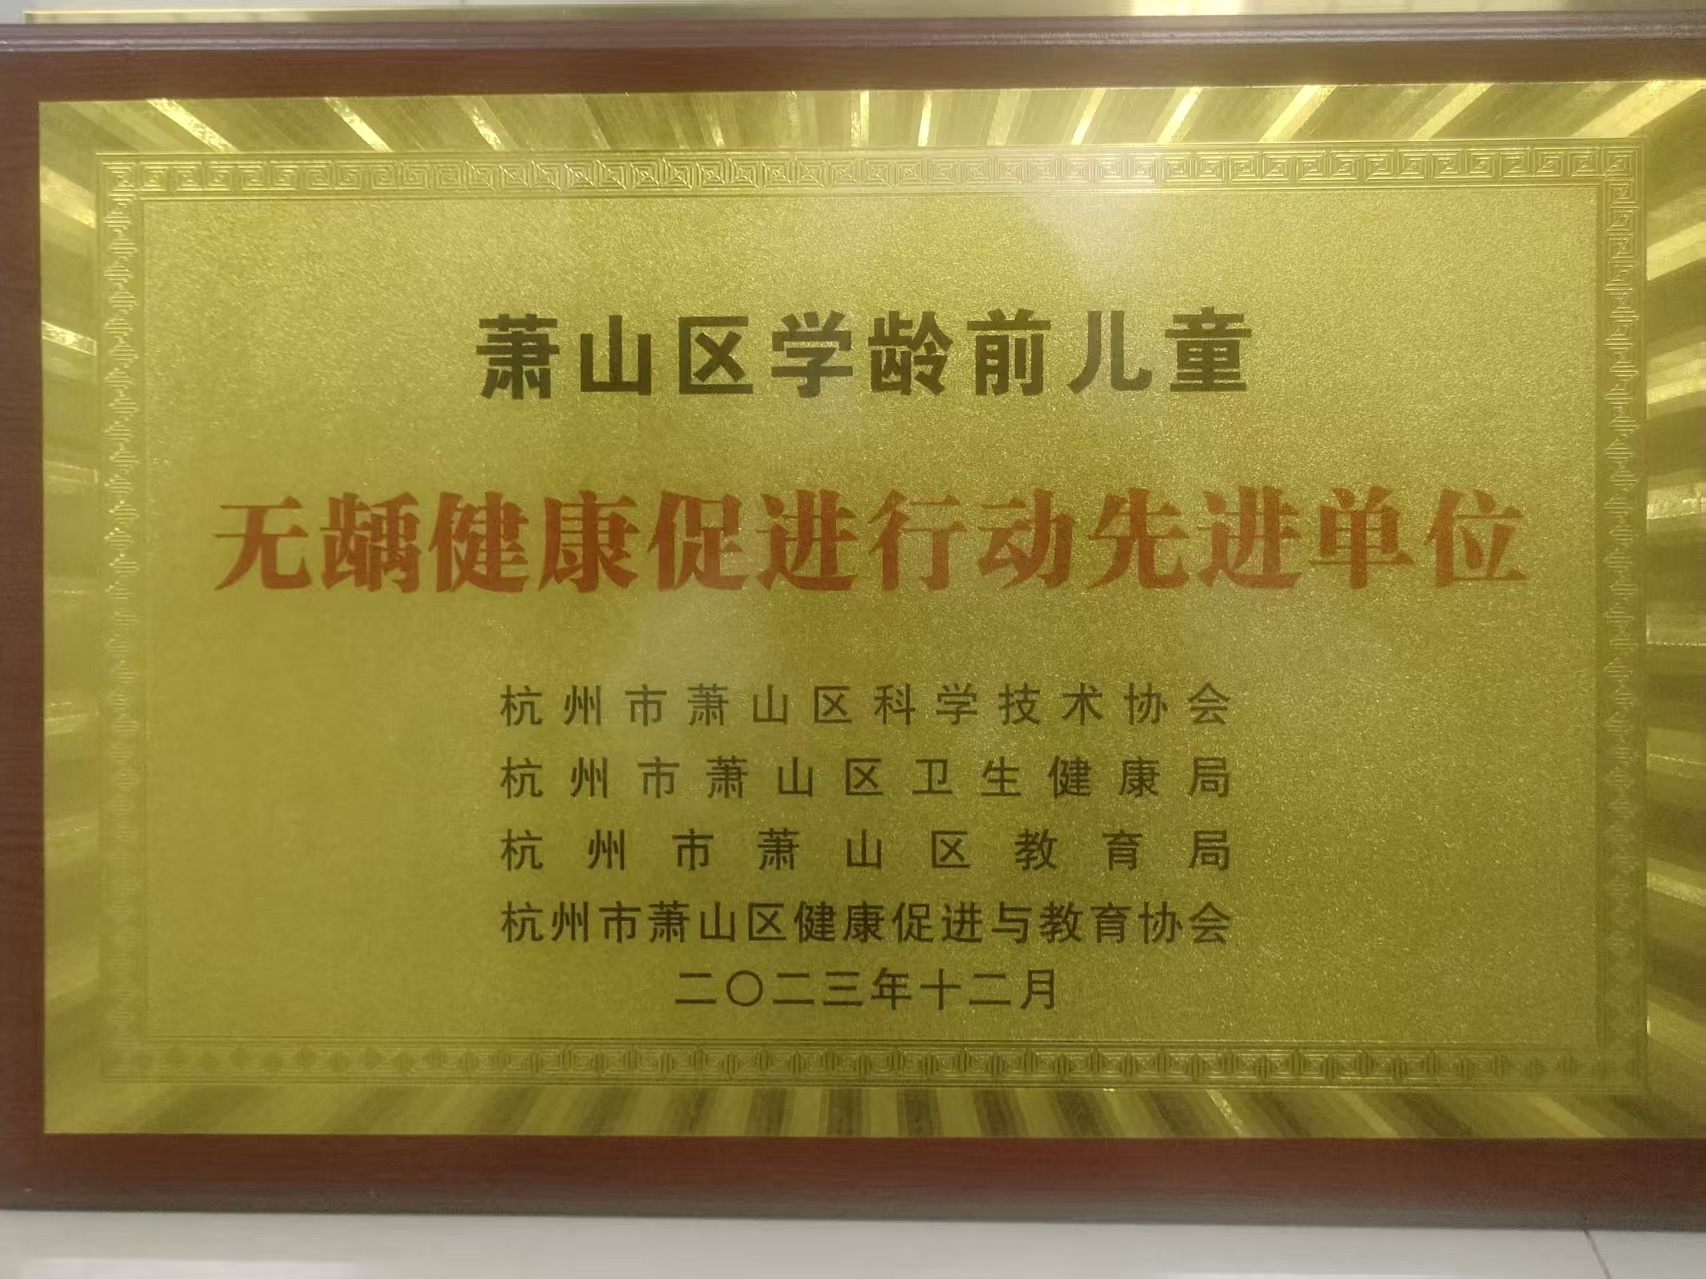 萧山区学龄前儿童
无龋健康促进行动先进单位
杭州市萧山区科学技术协会
杭州市萧山区卫生健康局
杭州市萧山区教育局
杭州市萧山区健康促进与教育协会
二〇二三年十二月